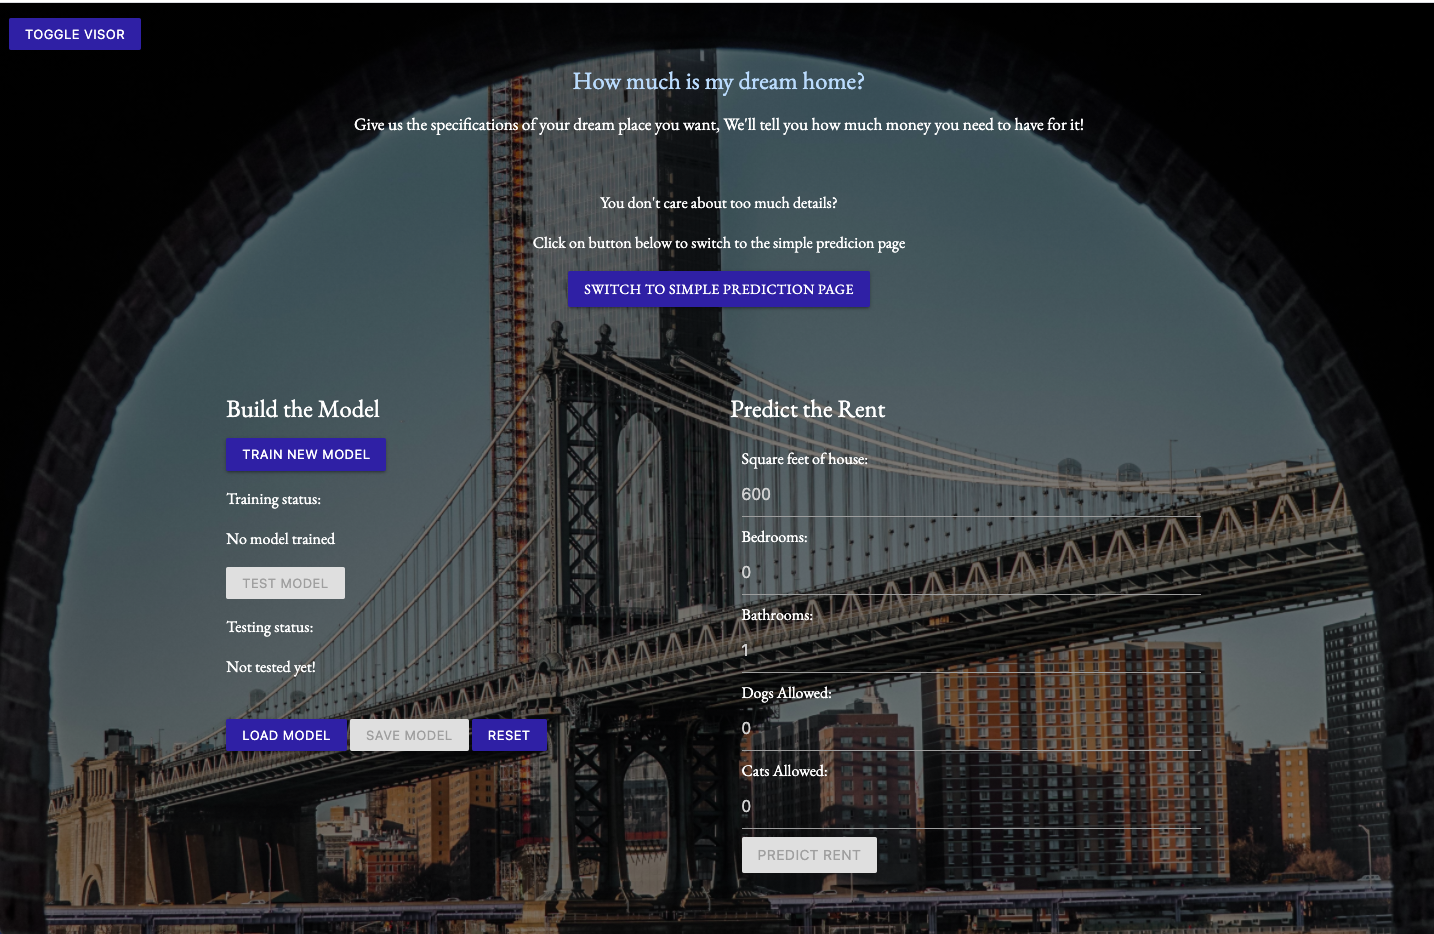 TOGGLE VISOR
How much is my dream home?
Give us the specifications of your dream place you want, We'll tell you how much money you need to have for it!
You don't care about too much details?
Click on button below to switch to the simple predicion page
SWITCH TO SIMPLE PREDICTION PAGE
Build the Model
TRAIN NEW MODEL
Training status:
No model trained
TEST MODEL
Testing status:
Not tested yet!
LOAD MODEL SAVE MODEL RESET
Predict the Rent
Square feet of house:
600
Bedrooms:
0
Bathrooms:
1
Dogs Allowed:
0
Cats Allowed:
0
PREDICT RENT